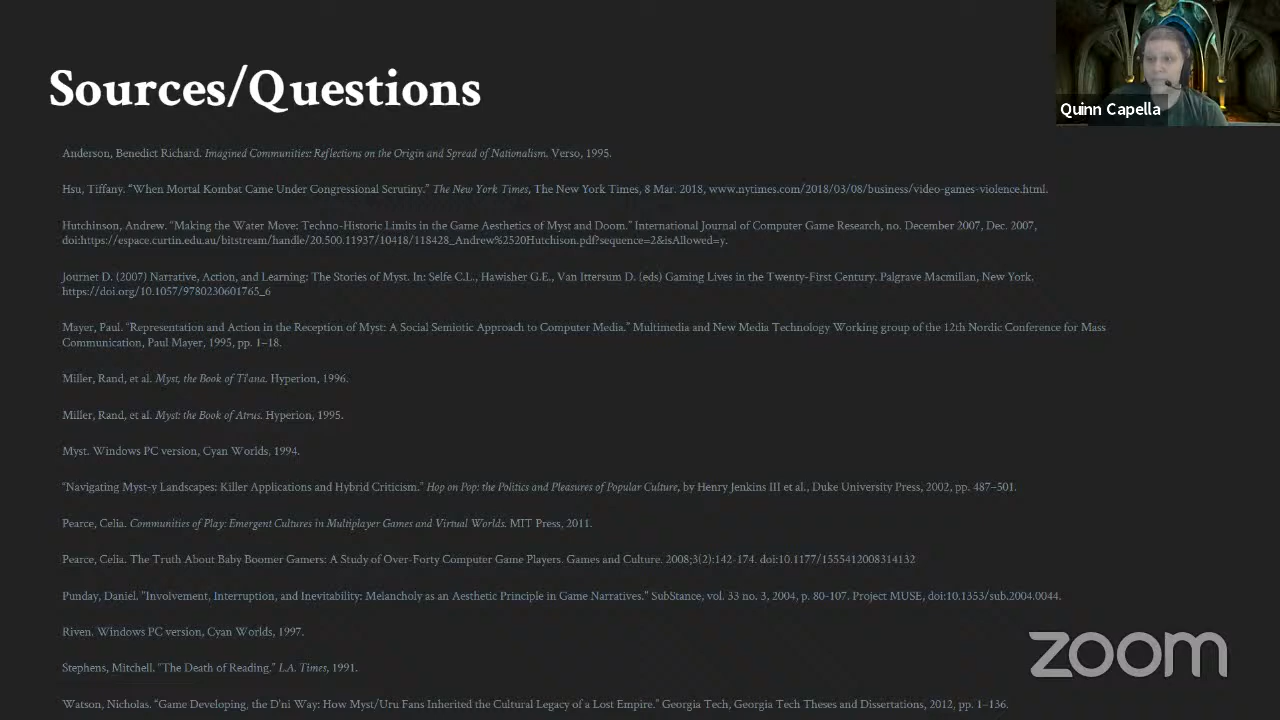 Sources/Questions
Quinn Capella
Anderson, Benedict Richard. Imagined Communities: Reflections on the Origin and Spread of Nationalism. Verso, 1995.
Hsu, Tiffany. “When Mortal Kombat Came Under Congressional Scrutiny.” The New York Times, The New York Times, 8 Mar. 2018, www.nytimes.com/2018/03/08/business/video-games-violence.html.
Hutchinson, Andrew. “Making the Water Move: Techno-Historic Limits in the Game Aesthetics of Myst and Doom.” International Journal of Computer Game Research, no. December 2007, Dec. 2007,
doi:https://espace.curtin.edu.au/bitstream/handle/20.500.11937/10418/118428_Andrew%2520Hutchison.pdf?sequence=2&isAllowed=y.
Journet D. (2007) Narrative, Action, and Learning: The Stories of Myst. In: Selfe C.L., Hawisher G.E., Van Ittersum D. (eds) Gaming Lives in the Twenty-First Century. Palgrave Macmillan, New York.
https://doi.org/10.1057/9780230601765_6
Mayer, Paul. “Representation and Action in the Reception of Myst: A Social Semiotic Approach to Computer Media.” Multimedia and New Media Technology Working group of the 12th Nordic Conference for Mass
Communication, Paul Mayer, 1995, pp. 1–18.
Miller, Rand, et al. Myst, the Book of Ti'ana. Hyperion, 1996.
Miller, Rand, et al. Myst: the Book of Atrus. Hyperion, 1995.
Myst. Windows PC version, Cyan Worlds, 1994.
“Navigating Myst-y Landscapes: Killer Applications and Hybrid Criticism.” Hop on Pop: the Politics and Pleasures of Popular Culture, by Henry Jenkins III et al., Duke University Press, 2002, pp. 487–501.
Pearce, Celia. Communities of Play: Emergent Cultures in Multiplayer Games and Virtual Worlds. MIT Press, 2011.
Pearce, Celia. The Truth About Baby Boomer Gamers: A Study of Over-Forty Computer Game Players. Games and Culture. 2008;3(2):142-174. doi:10.1177/1555412008314132
Punday, Daniel. "Involvement, Interruption, and Inevitability: Melancholy as an Aesthetic Principle in Game Narratives." SubStance, vol. 33 no. 3, 2004, p. 80-107. Project MUSE, doi:10.1353/sub.2004.0044.
Riven. Windows PC version, Cyan Worlds, 1997.
Stephens, Mitchell. “The Death of Reading.” L.A. Times, 1991.
Watson, Nicholas. “Game Developing, the D'ni Way: How Myst/Uru Fans Inherited the Cultural Legacy of a Lost Empire.” Georgia Tech, Georgia Tech Theses and Dissertations, 2012, pp. 1–136.
zoom